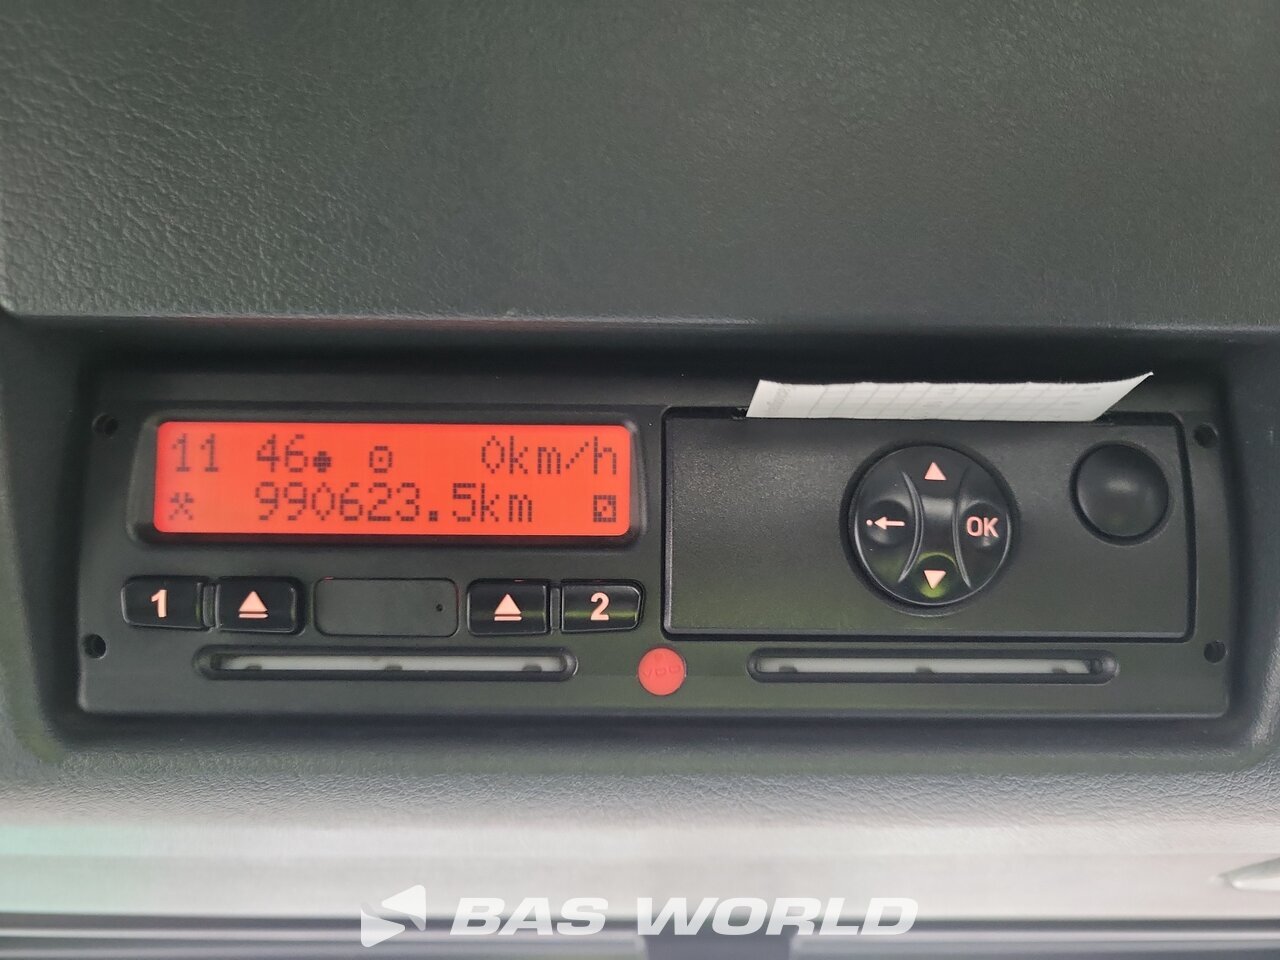 11 46 0km/h
990623.5km
1 2
OK
VDO
BAS WORLD